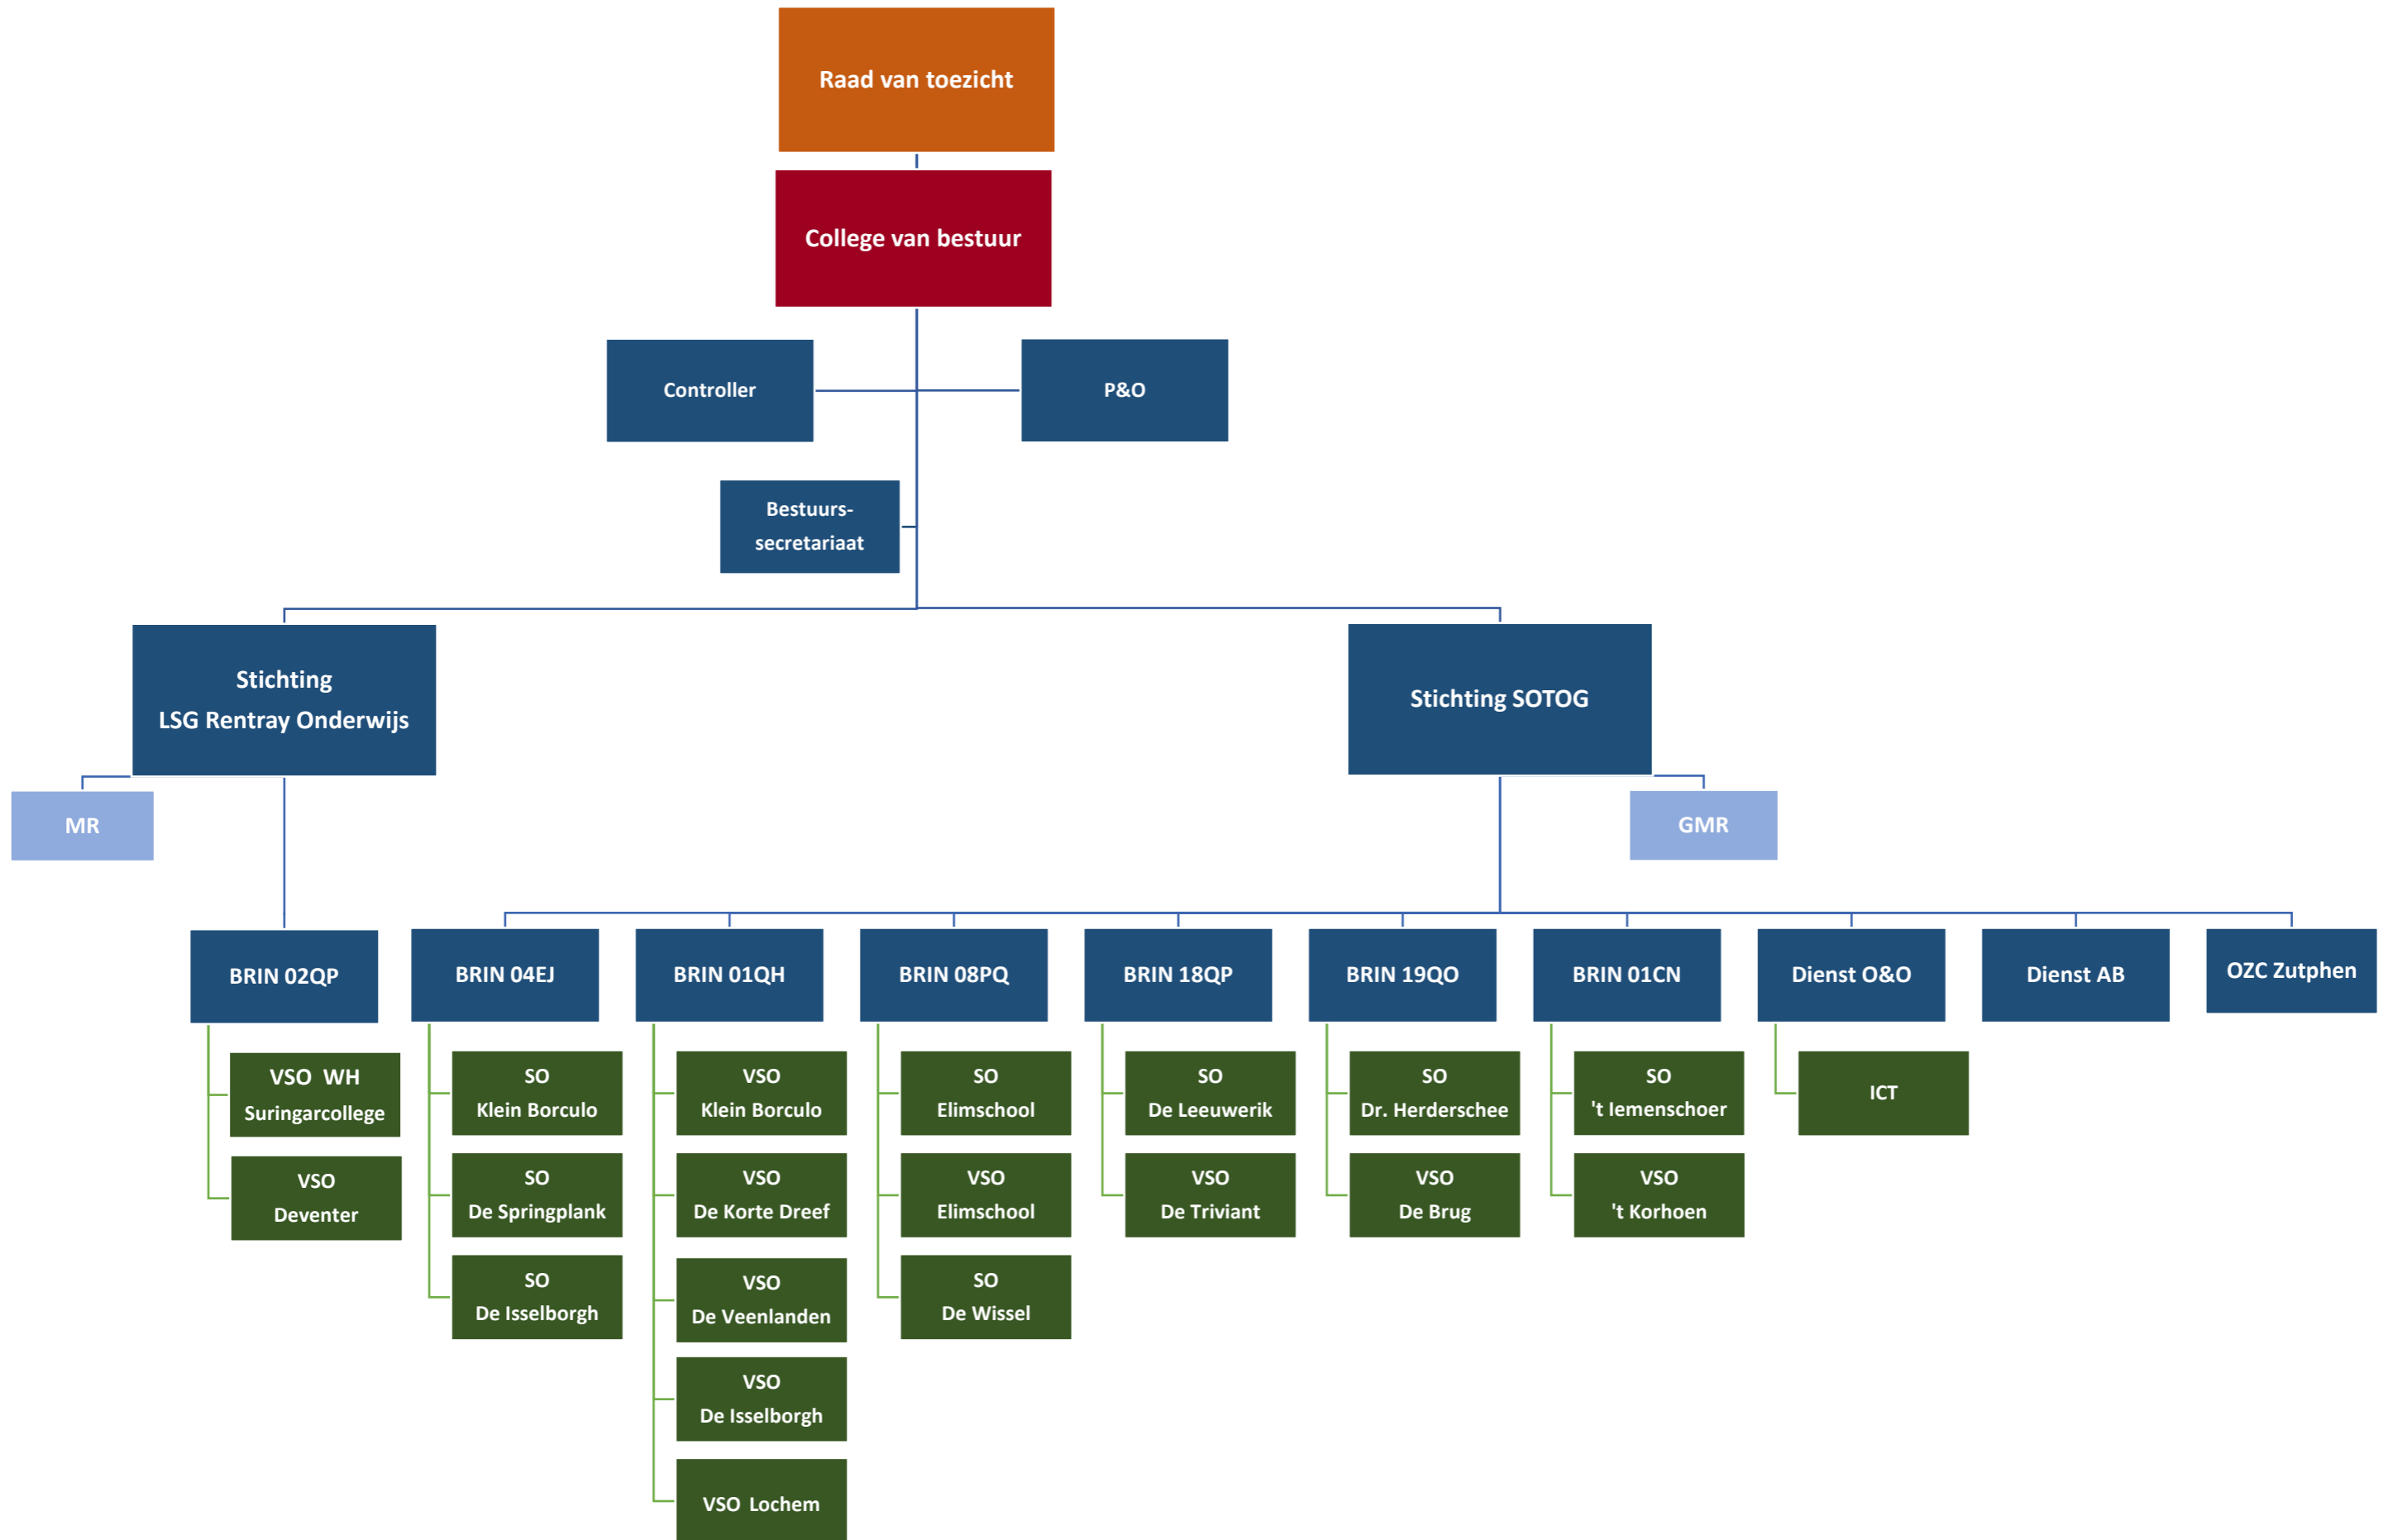 Raad van toezicht
College van bestuur
Controller
P&O
Bestuurs-
secretariaat
Stichting
LSG Rentray Onderwijs
Stichting SOTOG
MR
GMR
BRIN 02QP
BRIN 04EJ
BRIN 01QH
BRIN 08PQ
BRIN 18QP
BRIN 19QO
BRIN 01CN
Dienst O&O
Dienst AB
OZC Zutphen
VSO WH
Suringarcollege
VSO
Deventer
SO
Klein Borculo
SO
De Springplank
SO
De Isselborgh
VSO
Klein Borculo
VSO
De Korte Dreef
VSO
De Veenlanden
VSO
De Isselborgh
VSO Lochem
SO
Elimschool
VSO
Elimschool
SO
De Wissel
SO
De Leeuwerik
VSO
De Triviant
SO
Dr. Herderschee
VSO
De Brug
SO
't Iemenschoer
VSO
't Korhoen
ICT